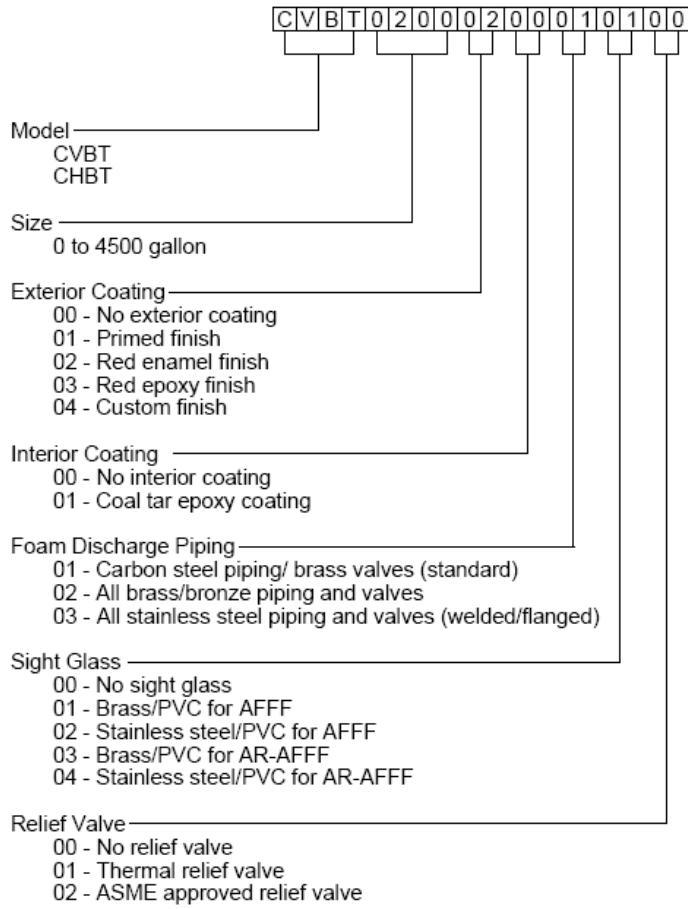 CVBT02000200010100
Model
CVBT
CHBT
Size
0 to 4500 gallon
Exterior Coating
00 - No exterior coating
01 - Primed finish
02 - Red enamel finish
03 - Red epoxy finish
04 - Custom finish
Interior Coating
00 - No interior coating
01 - Coal tar epoxy coating
Foam Discharge Piping
01 - Carbon steel piping/ brass valves (standard)
02 - All brass/bronze piping and valves
03 - All stainless steel piping and valves (welded/flanged)
Sight Glass
00 - No sight glass
01 - Brass/PVC for AFFF
02 - Stainless steel/PVC for AFFF
03 - Brass/PVC for AR-AFFF
04 - Stainless steel/PVC for AR-AFFF
Relief Valve
00 - No relief valve
01 - Thermal relief valve
02 - ASME approved relief valve